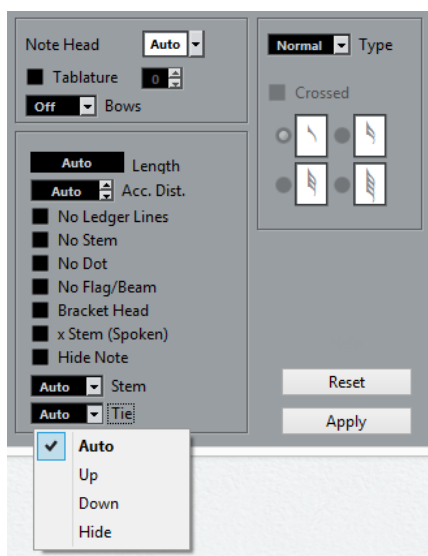 Note Head Auto
Tablature 0
Off Bows
Auto Length
Auto Acc. Dist.
No Ledger Lines
No Stem
No Dot
No Flag/Beam
Bracket Head
x Stem (Spoken)
Hide Note
Auto Stem
Auto Tie
Auto
Up
Down
Hide
Normal Type
Crossed
Reset
Apply